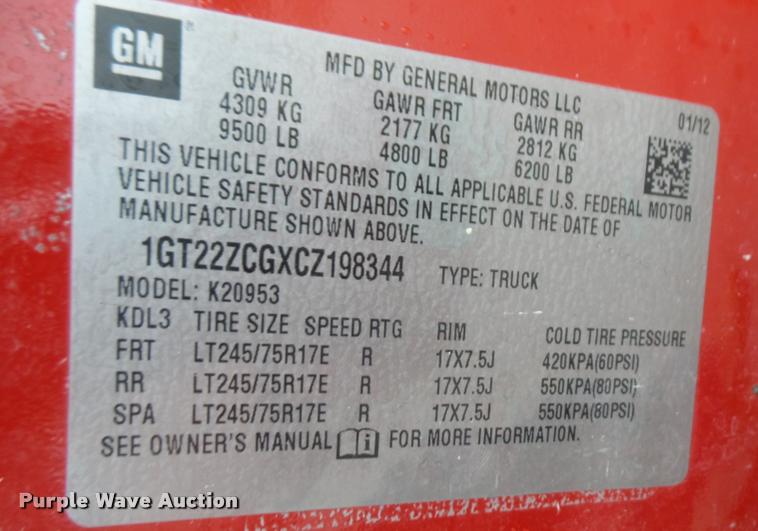 GM
®
MFD BY GENERAL MOTORS LLC
GVWR GAWR FRT GAWR RR 01/12
4309 KG 2177 KG 2812 KG
9500 LB 4800 LB 6200 LB
THIS VEHICLE CONFORMS TO ALL APPLICABLE U.S. FEDERAL MOTOR
VEHICLE SAFETY STANDARDS IN EFFECT ON THE DATE OF
MANUFACTURE SHOWN ABOVE.
1GT22ZCGXCZ198344 TYPE: TRUCK
MODEL: K20953
KDL3 TIRE SIZE SPEED RTG RIM COLD TIRE PRESSURE
FRT LT245/75R17E R 17X7.5J 420KPA(60PSI)
RR LT245/75R17E R 17X7.5J 550KPA(80PSI)
SPA LT245/75R17E R 17X7.5J 550KPA(80PSI)
SEE OWNER'S MANUAL i FOR MORE INFORMATION.
Purple Wave Auction